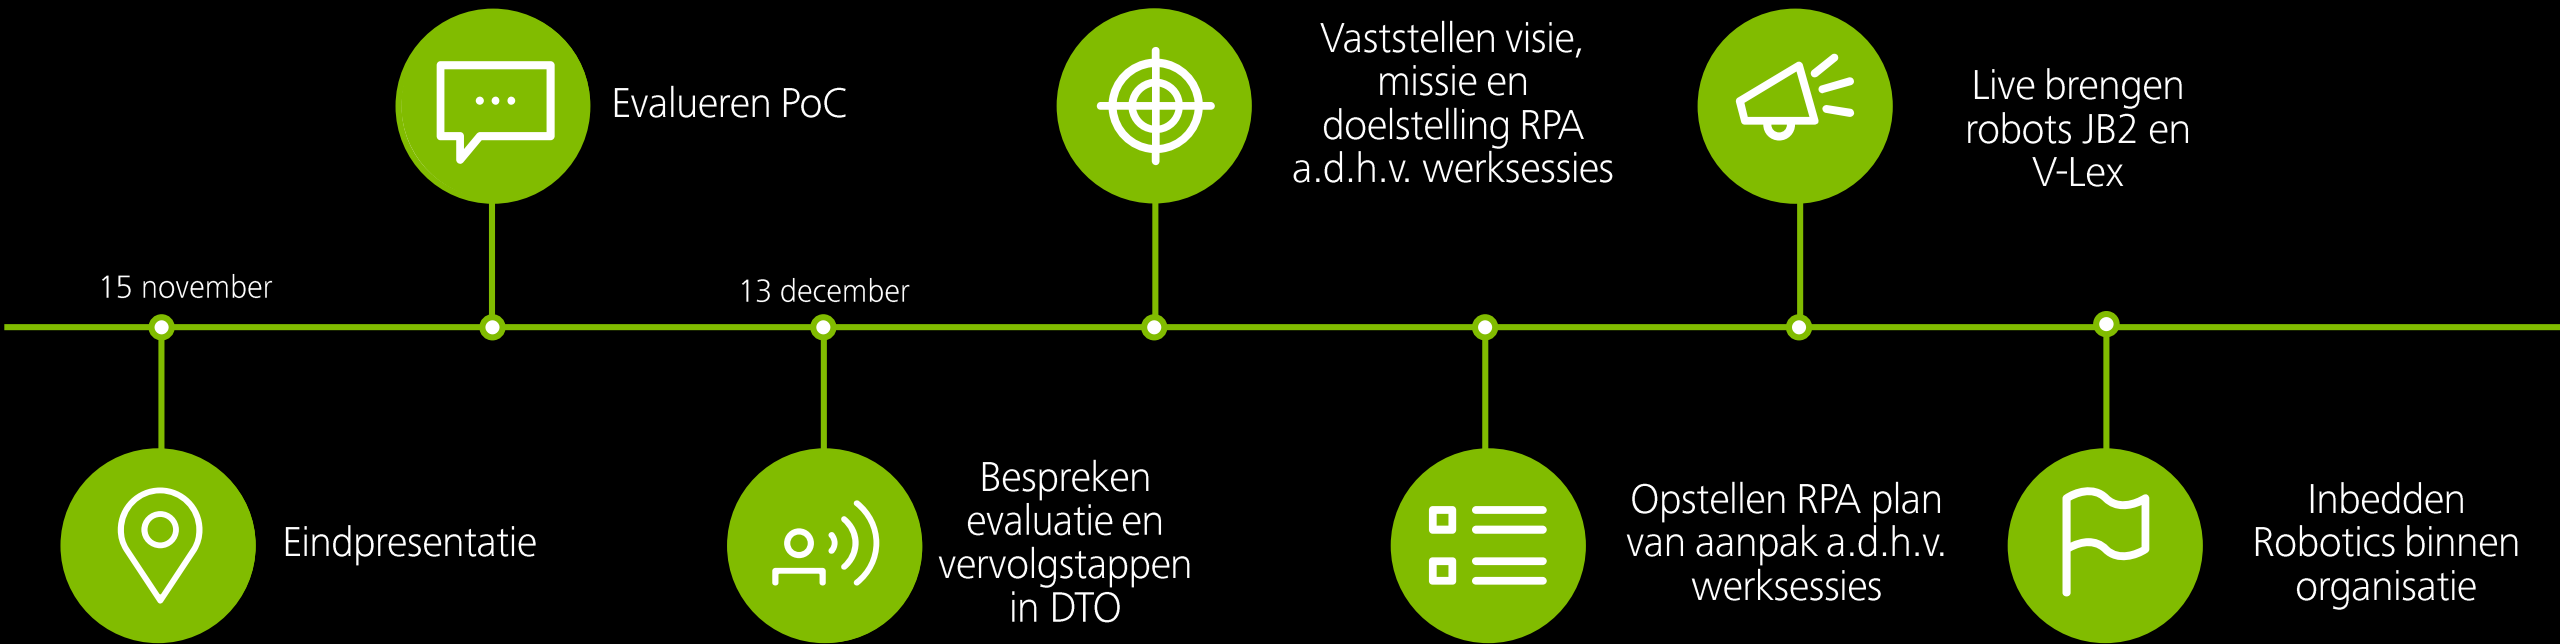 15 november
Eindpresentatie
Evalueren PoC
13 december
Bespreken
evaluatie en
vervolgstappen
in DTO
Vaststellen visie,
missie en
doelstelling RPA
a.d.h.v. werksessies
Opstellen RPA plan
van aanpak a.d.h.v.
werksessies
Live brengen
robots JB2 en
V-Lex
Inbedden
Robotics binnen
organisatie